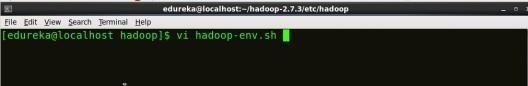 edureka@localhost:~/hadoop-2.7.3/etc/hadoop
File Edit View Search Terminal Help
[edureka@localhost hadoop]$ vi hadoop-env.sh